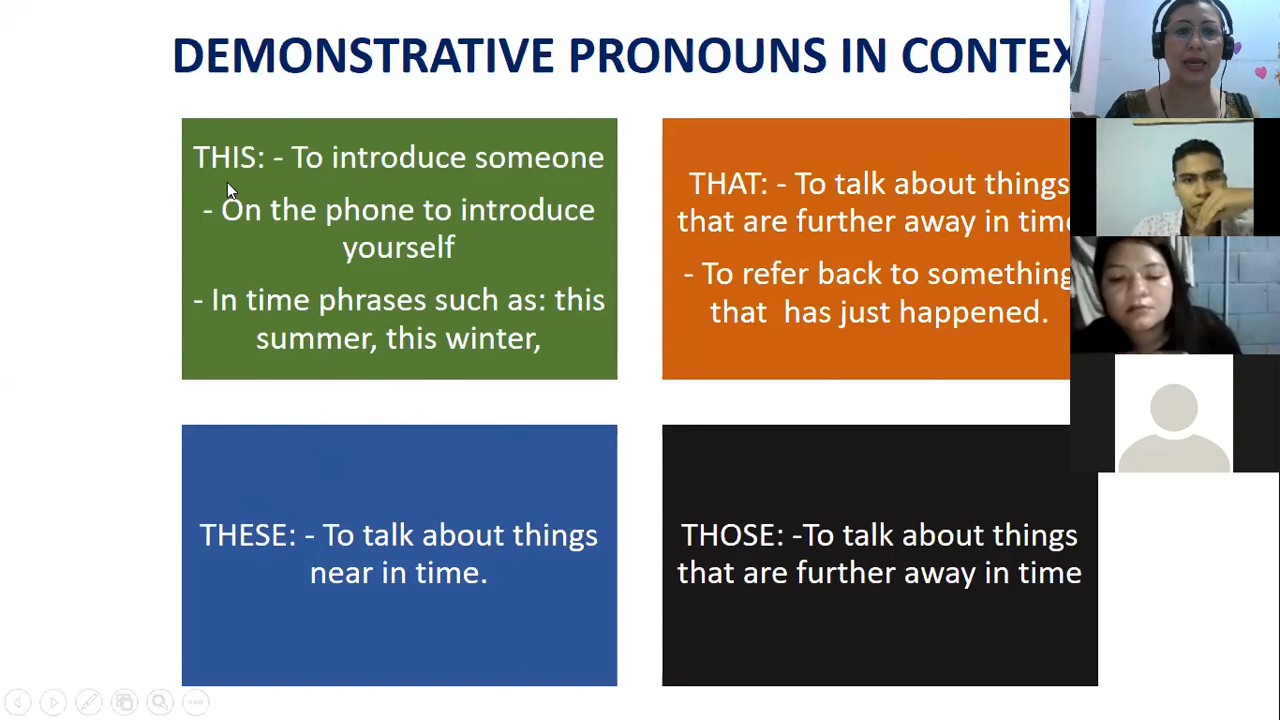 DEMONSTRATIVE PRONOUNS IN CONTEX
THIS: - To introduce someone
- On the phone to introduce
yourself
- In time phrases such as: this
summer, this winter,
THAT: - To talk about things
that are further away in time
- To refer back to something
that has just happened.
THESE: - To talk about things
near in time.
THOSE: -To talk about things
that are further away in time